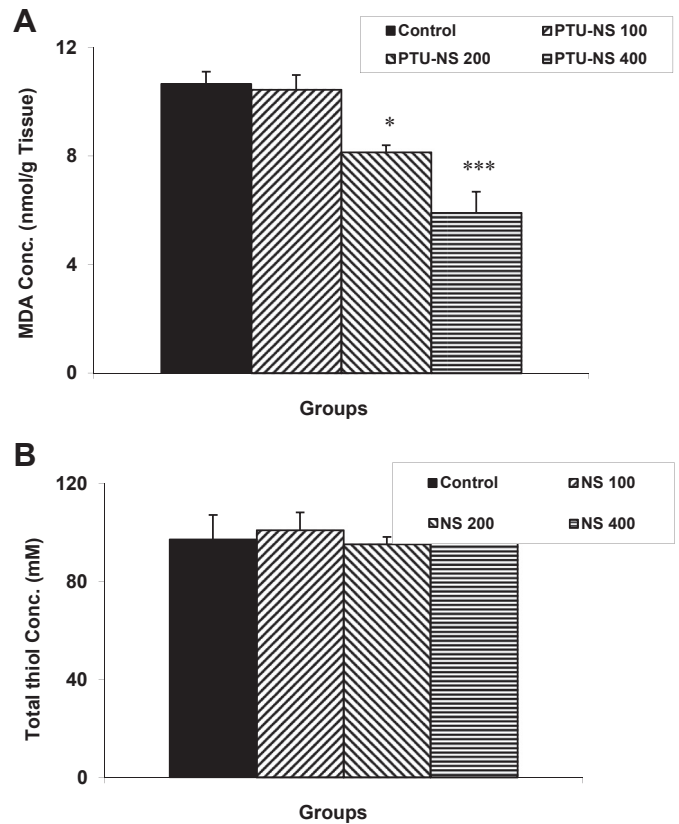 A
Control PTU-NS 100
PTU-NS 200 PTU-NS 400
12
8
4
0
*
***
MDA Conc. (nmol/g Tissue)
Groups
B
Control NS 100
NS 200 NS 400
120
80
40
0
Total thiol Conc. (mM)
Groups